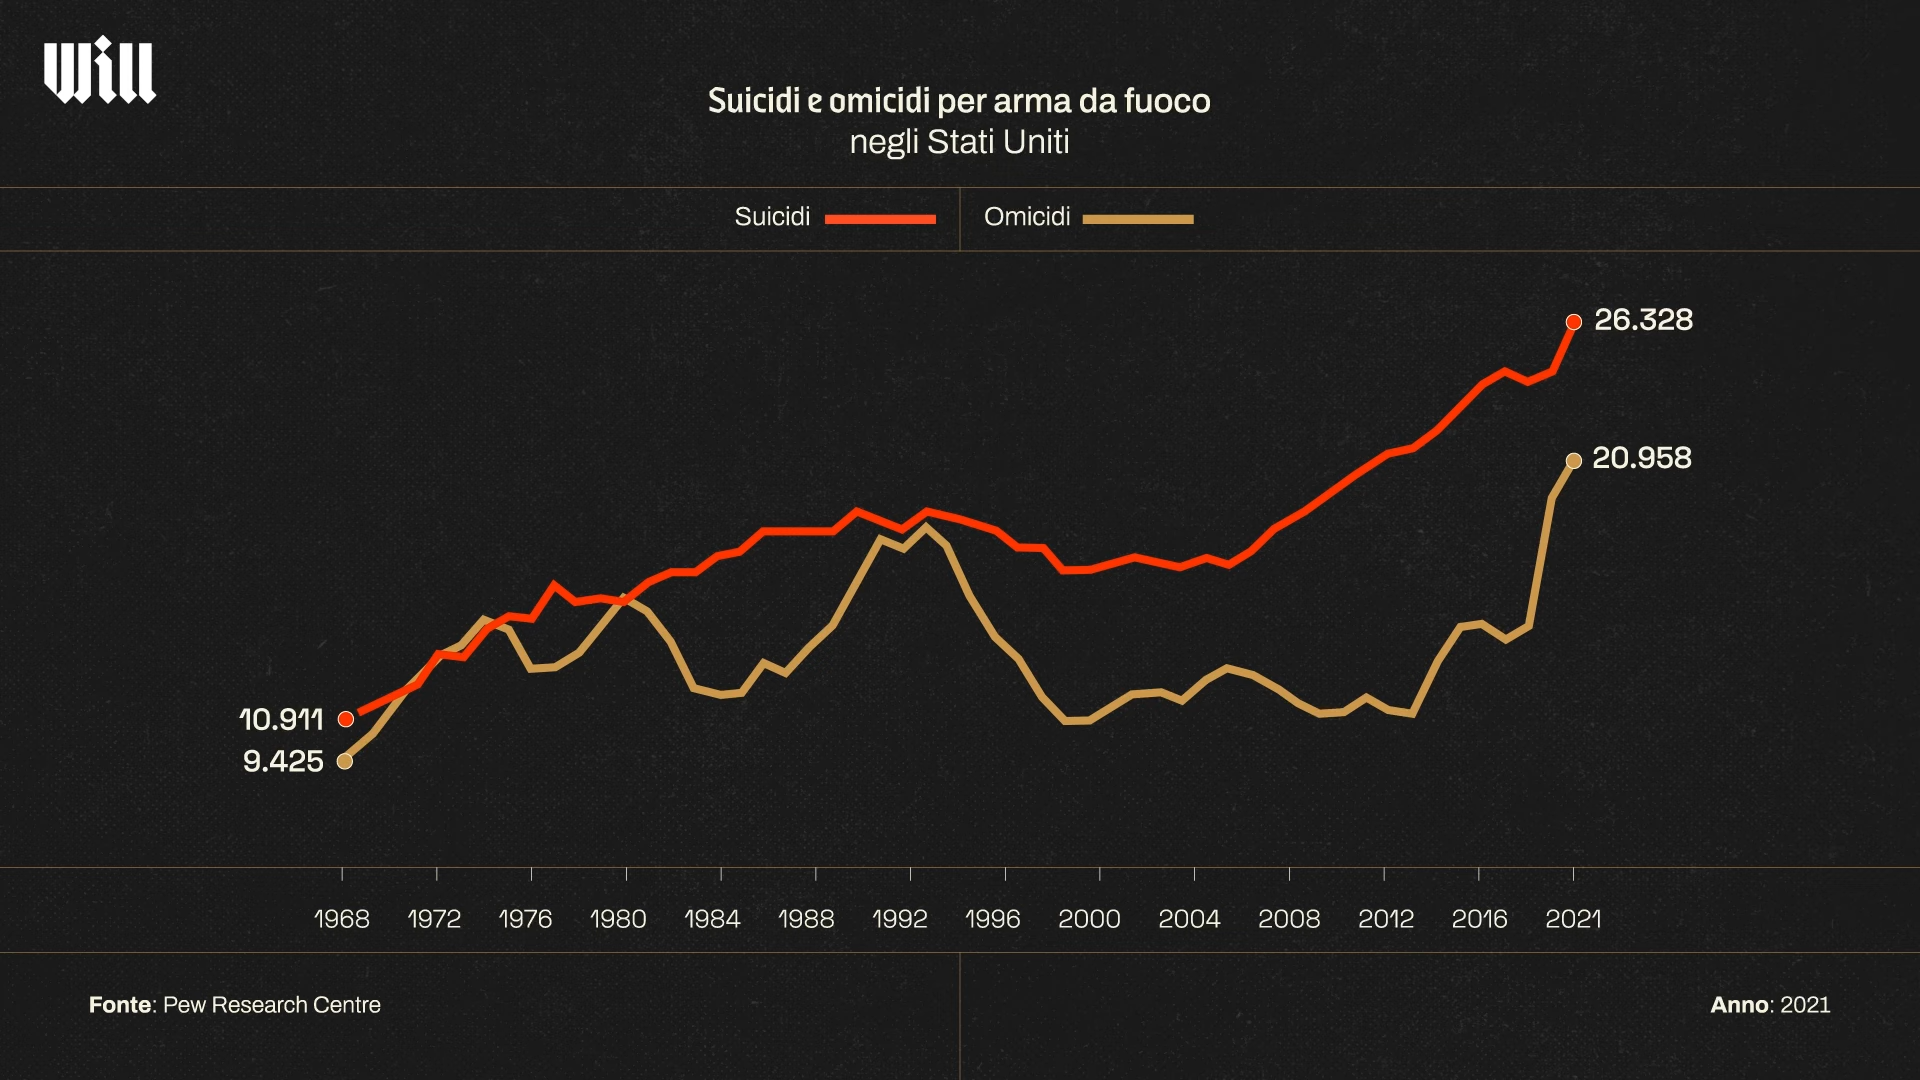 Will
Suicidi e omicidi per arma da fuoco
negli Stati Uniti
Suicidi
Omicidi
26.328
20.958
10.911
9.425
1968 1972 1976 1980 1984 1988 1992 1996 2000 2004 2008 2012 2016 2021
Fonte: Pew Research Centre
Anno: 2021